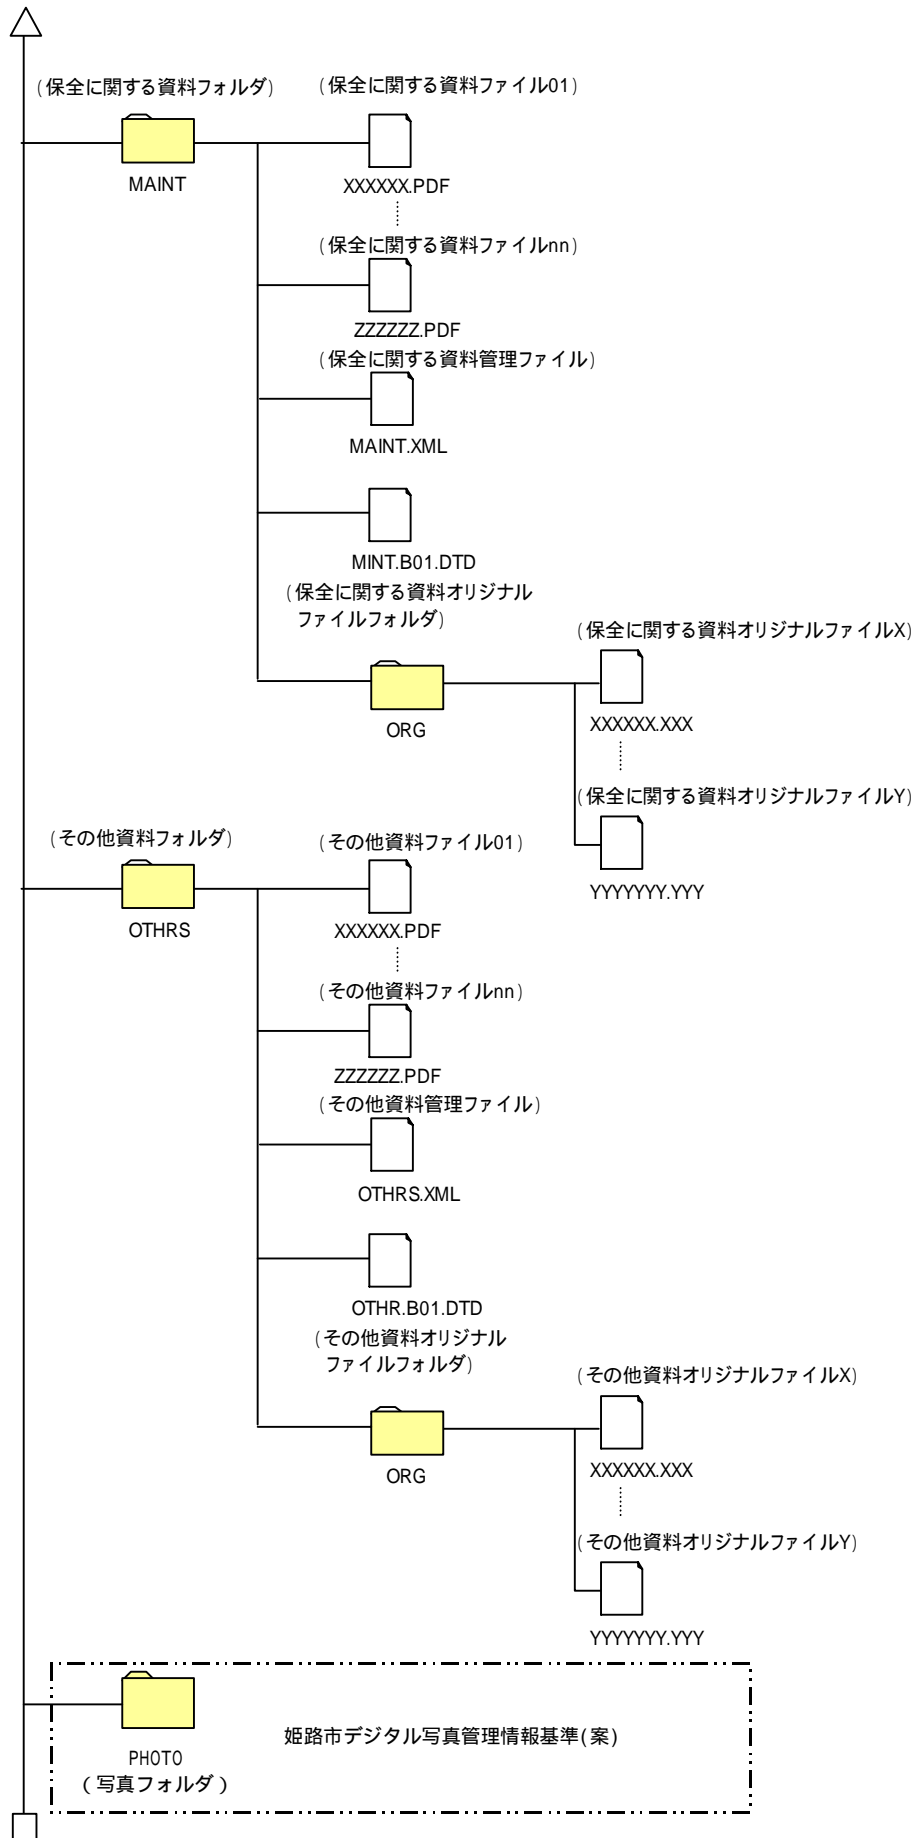 (保全に関する資料フォルダ)
(保全に関する資料ファイル01)
MAINT
XXXXXX.PDF
(保全に関する資料ファイルnn)
ZZZZZZ.PDF
(保全に関する資料管理ファイル)
MAINT.XML
MINT.B01.DTD
(保全に関する資料オリジナル
ファイルフォルダ)
ORG
(保全に関する資料オリジナルファイルX)
XXXXXX.XXX
(保全に関する資料オリジナルファイルY)
YYYYYYY.YYY
(その他資料フォルダ)
(その他資料ファイル01)
OTHRS
XXXXXX.PDF
(その他資料ファイルnn)
ZZZZZZ.PDF
(その他資料管理ファイル)
OTHRS.XML
OTHR.B01.DTD
(その他資料オリジナル
ファイルフォルダ)
ORG
(その他資料オリジナルファイルX)
XXXXXX.XXX
(その他資料オリジナルファイルY)
YYYYYYY.YYY
PHOTO
(写真フォルダ)
姫路市デジタル写真管理情報基準(案)